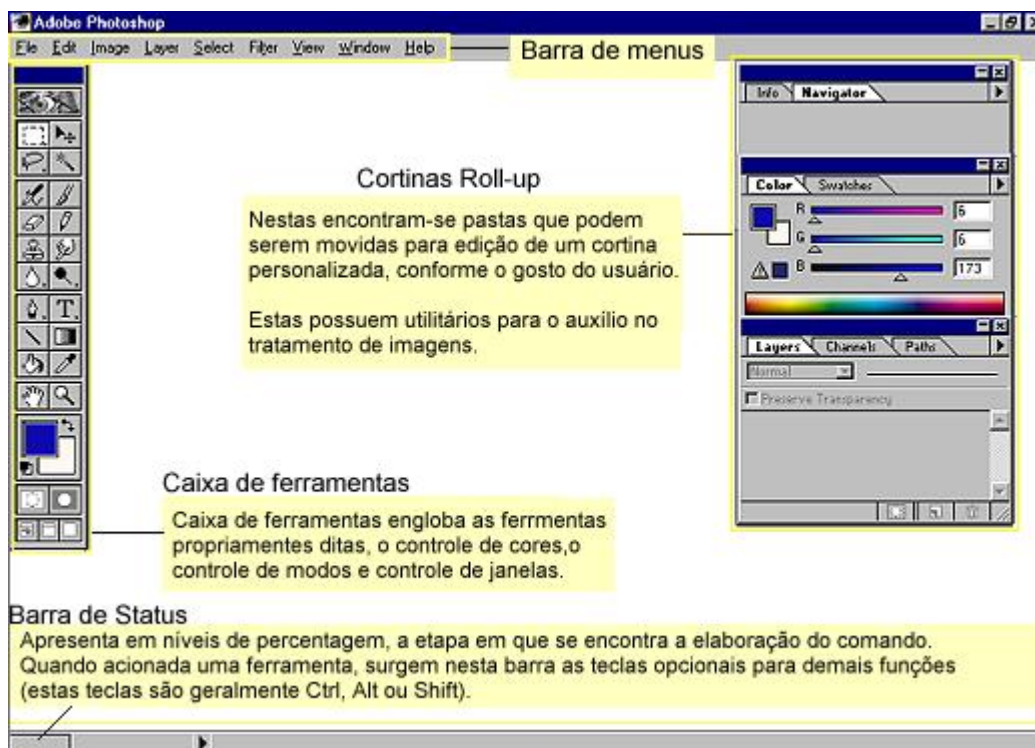 Adobe Photoshop
File Edit Image Layer Select Filter View Window Help
Barra de menus
Info Navigator
Cortinas Roll-up
Nestas encontram-se pastas que podem
serem movidas para edição de um cortina
personalizada, conforme o gosto do usuário.
Estas possuem utilitários para o auxílio no
tratamento de imagens.
Color Swatches
R 6
G 6
B 173
Layers Channels Paths
Normal
Preserve Transparency
T
Caixa de ferramentas
Caixa de ferramentas engloba as ferrmentas
propriamentes ditas, o controle de cores,o
controle de modos e controle de janelas.
Barra de Status
Apresenta em níveis de percentagem, a etapa em que se encontra a elaboração do comando.
Quando acionada uma ferramenta, surgem nesta barra as teclas opcionais para demais funções
(estas teclas são geralmente Ctrl, Alt ou Shift).